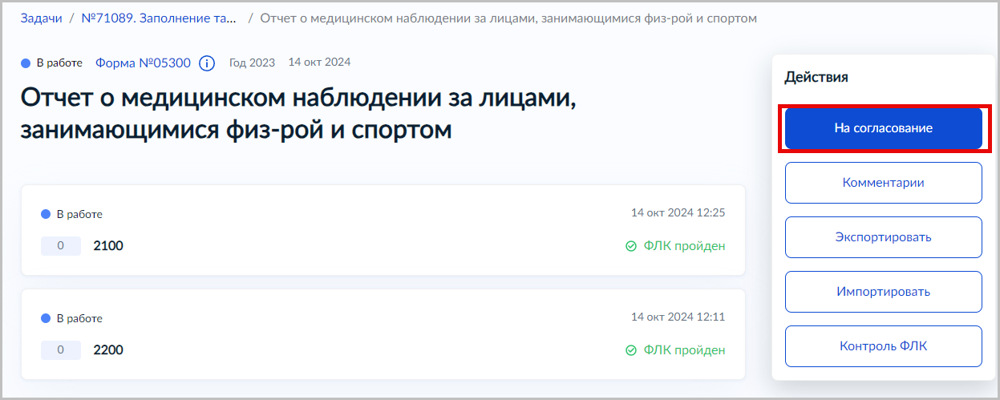 Задачи / №71089. Заполнение та... / Отчет о медицинском наблюдении за лицами, занимающимися физ-рой и спортом
В работе Форма №05300 i Год 2023 14 окт 2024
Отчет о медицинском наблюдении за лицами,
занимающимися физ-рой и спортом
В работе 14 окт 2024 12:25
0 2100 ФЛК пройден
В работе 14 окт 2024 12:11
0 2200 ФЛК пройден
Действия
На согласование
Комментарии
Экспортировать
Импортировать
Контроль ФЛК